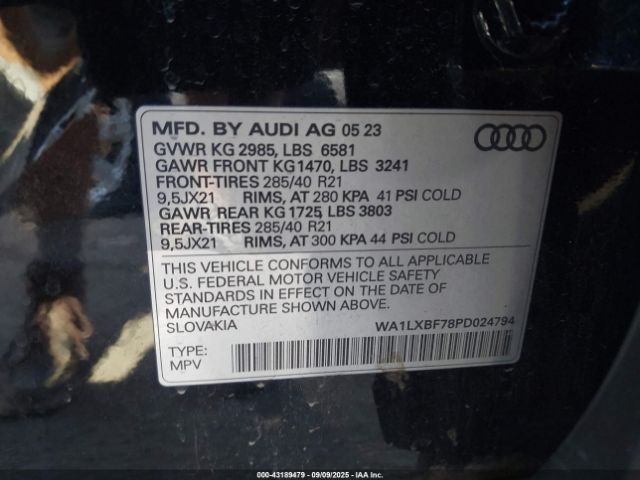 MFD. BY AUDI AG 05 23
GVWR KG 2985, LBS 6581
GAWR FRONT KG1470, LBS 3241
FRONT-TIRES 285/40 R21
9,5JX21 RIMS, AT 280 KPA 41 PSI COLD
GAWR REAR KG 1725, LBS 3803
REAR-TIRES 285/40 R21
9,5JX21 RIMS, AT 300 KPA 44 PSI COLD
THIS VEHICLE CONFORMS TO ALL APPLICABLE
U.S. FEDERAL MOTOR VEHICLE SAFETY
STANDARDS IN EFFECT ON THE DATE OF
MANUFACTURE SHOWN ABOVE.
SLOVAKIA WA1LXBF78PD024794
TYPE:
MPV
000-43189479 - 09/09/2025 - IAA Inc.